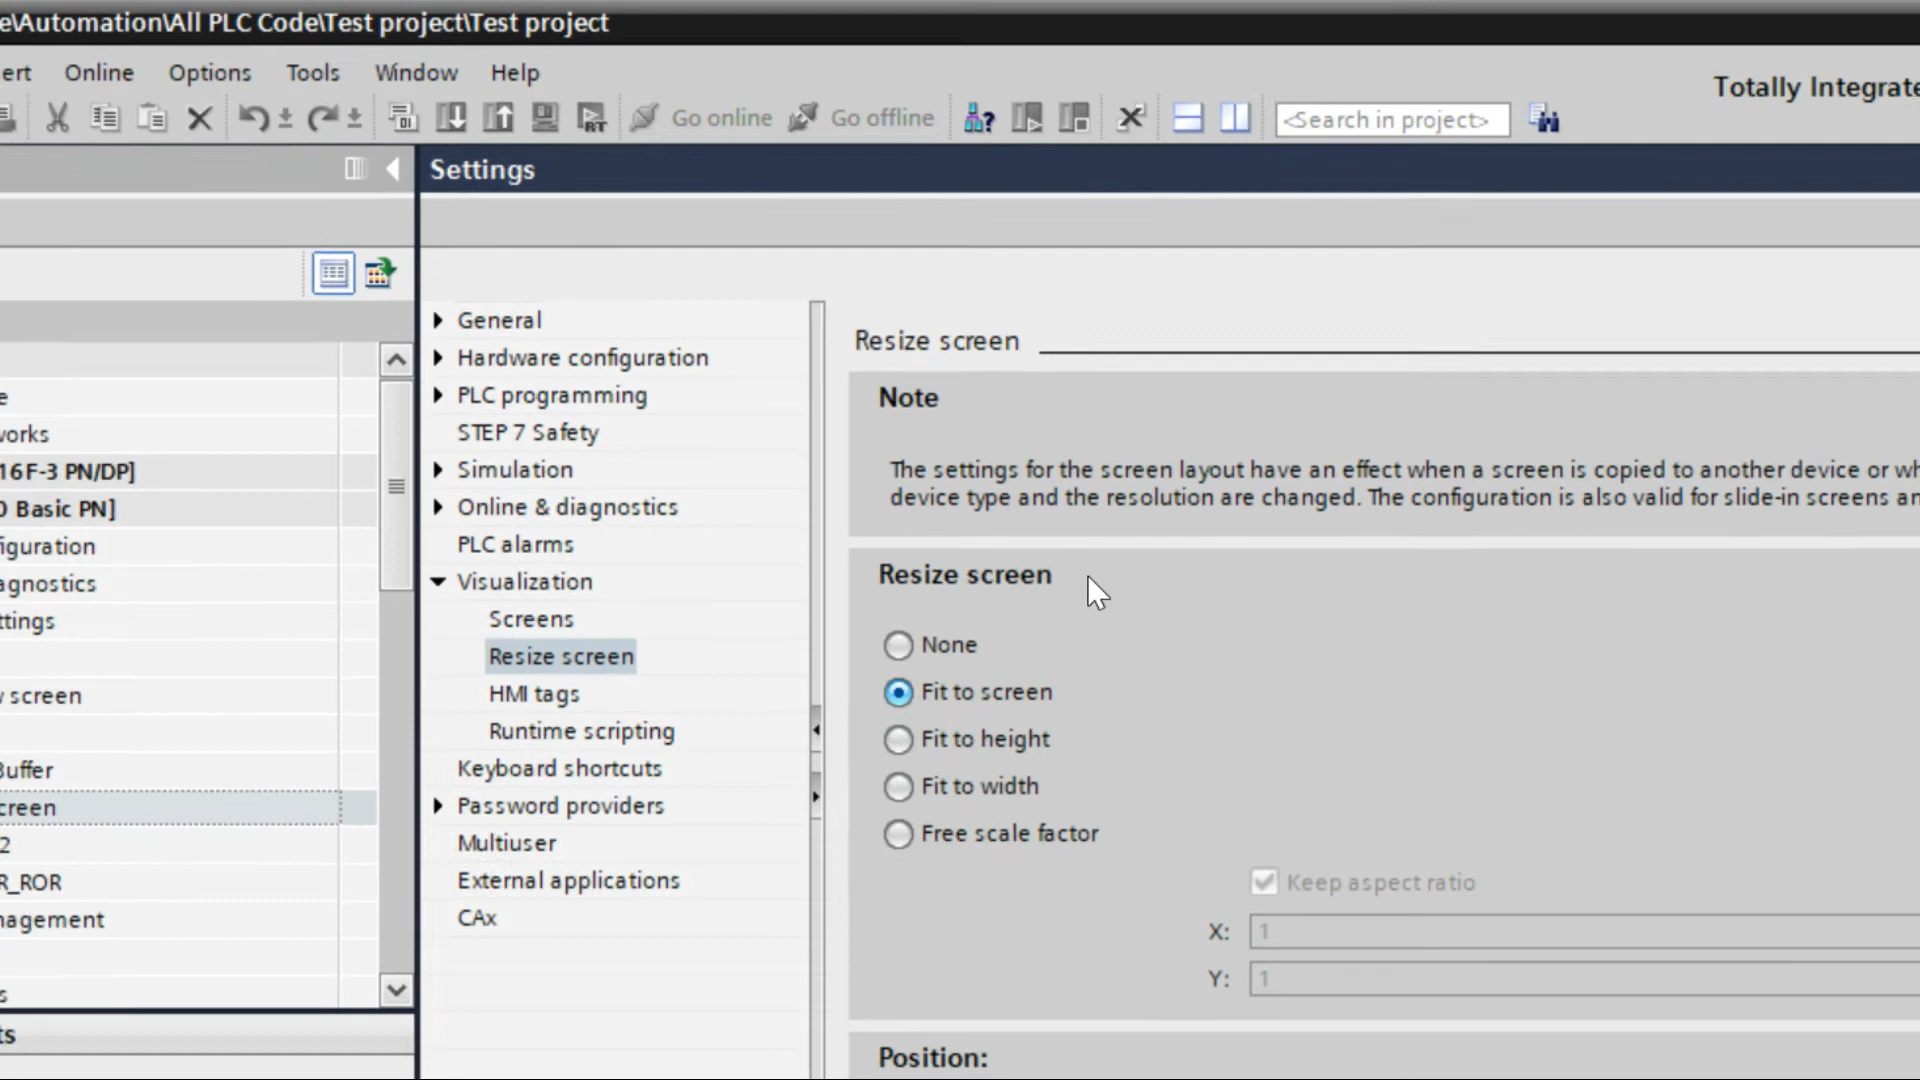 e\Automation\All PLC Code\Test project\Test project
ert Online Options Tools Window Help
Totally Integrate
Go online Go offline <Search in project>
Settings
General
Hardware configuration
PLC programming
STEP 7 Safety
Simulation
Online & diagnostics
PLC alarms
Visualization
Screens
Resize screen
HMI tags
Runtime scripting
Keyboard shortcuts
Password providers
Multiuser
External applications
CAx
e
vorks
16F-3 PN/DP]
0 Basic PN]
figuration
agnostics
ttings
v screen
Buffer
creen
2
R_ROR
nagement
s
ts
Resize screen
Note
The settings for the screen layout have an effect when a screen is copied to another device or wh
device type and the resolution are changed. The configuration is also valid for slide-in screens an
Resize screen
None
Fit to screen
Fit to height
Fit to width
Free scale factor
Keep aspect ratio
X: 1
Y: 1
Position: